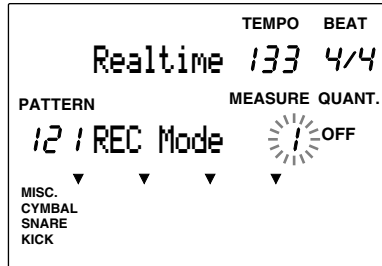 TEMPO BEAT
Realtime 133 4/4
PATTERN MEASURE QUANT.
121 REC Mode 1 OFF
MISC.
CYMBAL
SNARE
KICK